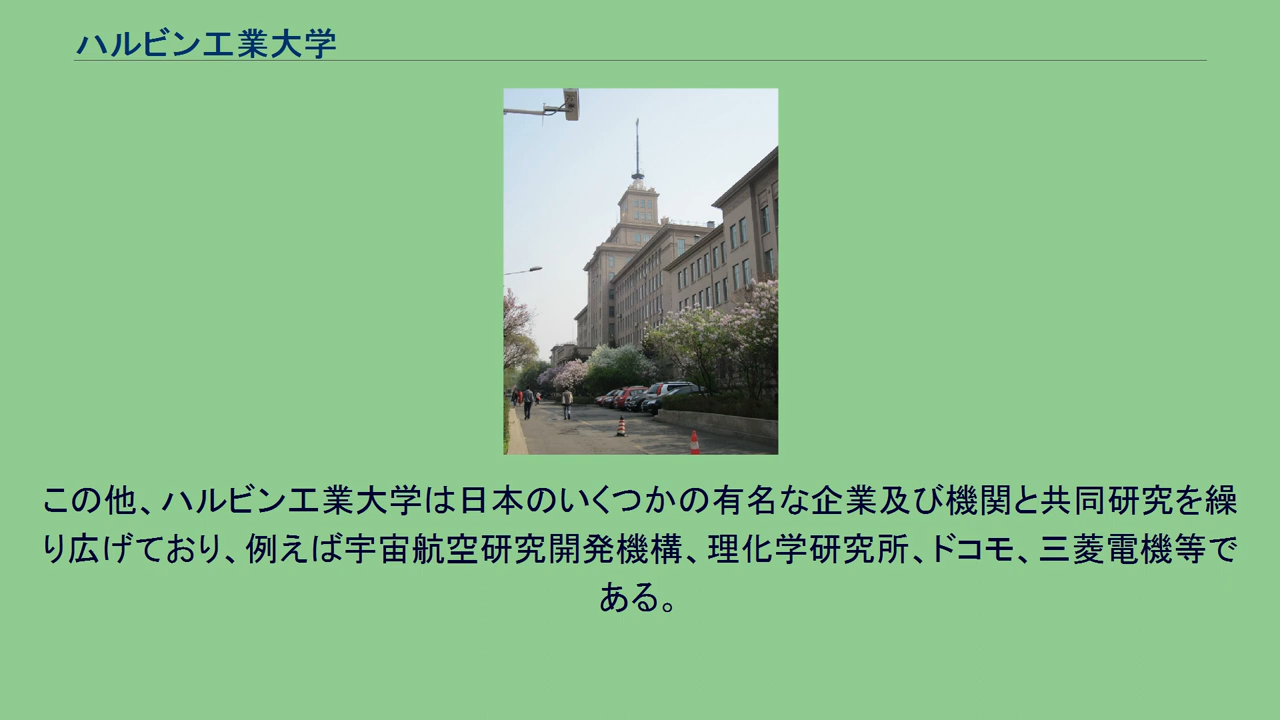 ハルビン工業大学
この他、ハルビン工業大学は日本のいくつかの有名な企業及び機関と共同研究を繰
り広げており、例えば宇宙航空研究開発機構、理化学研究所、ドコモ、三菱電機等で
ある。